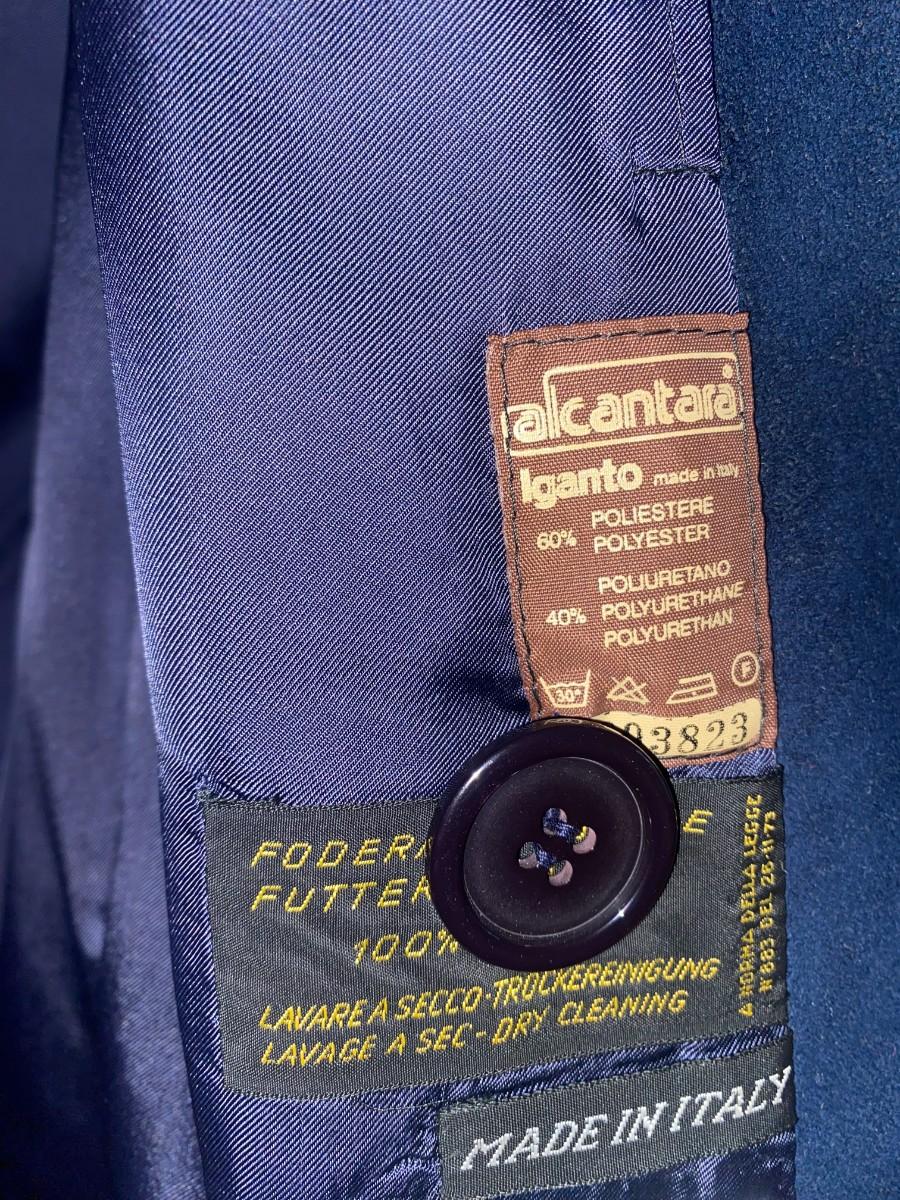 alcantara
Iganto made in Italy
60% POLIESTERE
POLYESTER
POLIURETANO
40% POLYURETHANE
POLYURETHAN
30° F
93823
FODERA E
FUTTER
100%
LAVARE A SECCO-TRUCKEREINIGUNG
LAVAGE A SEC - DRY CLEANING
A NORMA DELLA LEGGE
N° 883 DEL 26-11-73
MADE IN ITALY